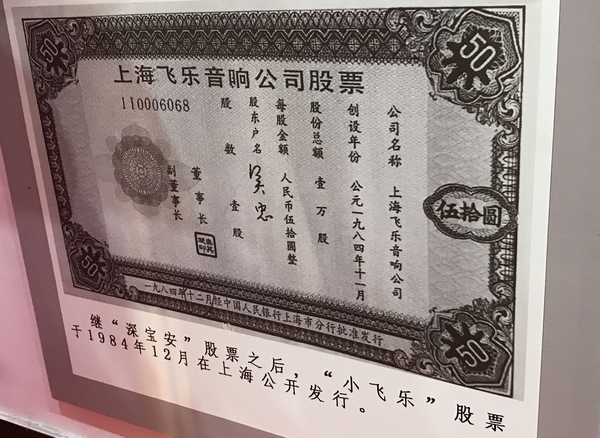 50
50
上海飞乐音响公司股票
110006068
公司名称 上海飞乐音响公司
创设年份 公元一九八四年十一月
股份总额 壹万股
每股金额 人民币伍拾圆整
股东户名
股数 壹股
董事长
副董事长
伍拾圆
50
50
一九八四年十二月经中国人民银行上海市分行批准发行
继“深宝安”股票之后，“小飞乐”股票
于1984年12月在上海公开发行。